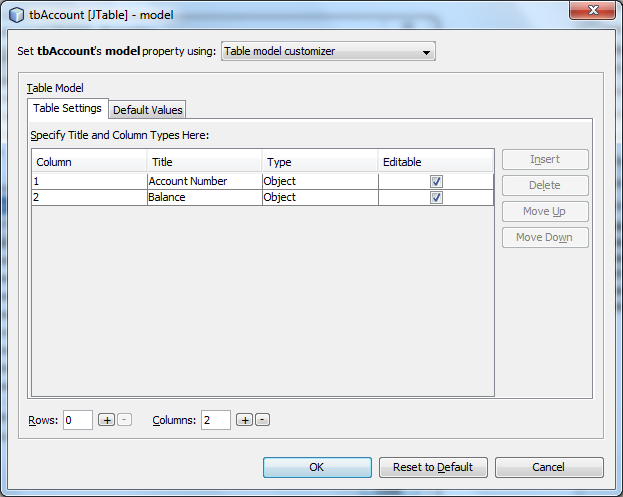 tbAccount [JTable] - model
Set tbAccount's model property using: Table model customizer
Table Model
Table Settings Default Values
Specify Title and Column Types Here:
Column Title Type Editable
1 Account Number Object
2 Balance Object
Insert
Delete
Move Up
Move Down
Rows: 0 + - Columns: 2 + -
OK Reset to Default Cancel